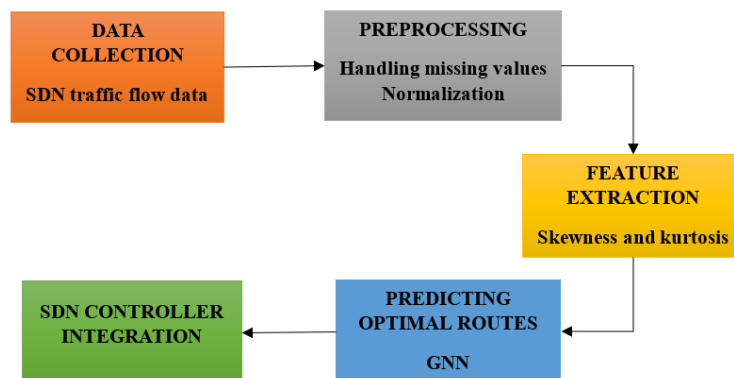 DATA
COLLECTION
SDN traffic flow data
PREPROCESSING
Handling missing values
Normalization
FEATURE
EXTRACTION
Skewness and kurtosis
PREDICTING
OPTIMAL ROUTES
GNN
SDN CONTROLLER
INTEGRATION